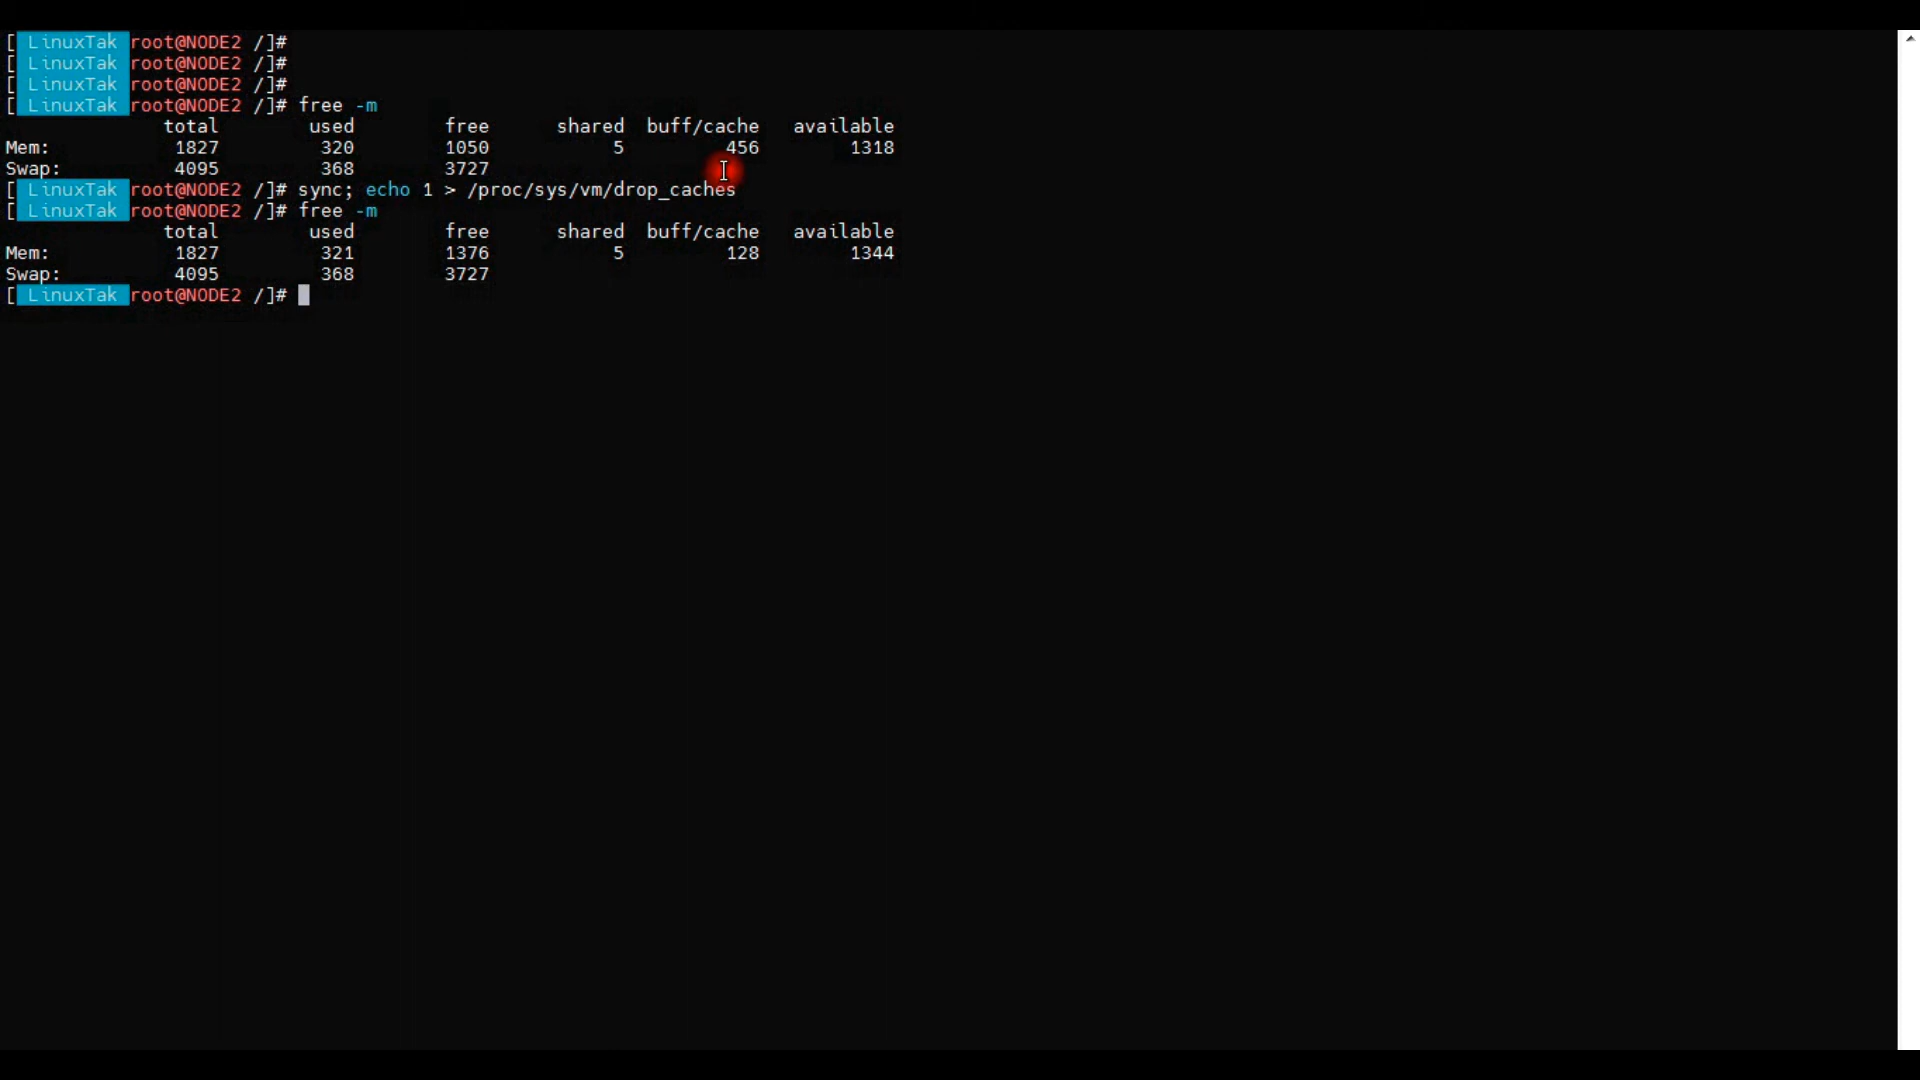 [ LinuxTak root@NODE2 /]#
[ LinuxTak root@NODE2 /]#
[ LinuxTak root@NODE2 /]#
[ LinuxTak root@NODE2 /]# free -m
total used free shared buff/cache available
Mem: 1827 320 1050 5 456 1318
Swap: 4095 368 3727
[ LinuxTak root@NODE2 /]# sync; echo 1 > /proc/sys/vm/drop_caches
[ LinuxTak root@NODE2 /]# free -m
total used free shared buff/cache available
Mem: 1827 321 1376 5 128 1344
Swap: 4095 368 3727
[ LinuxTak root@NODE2 /]#